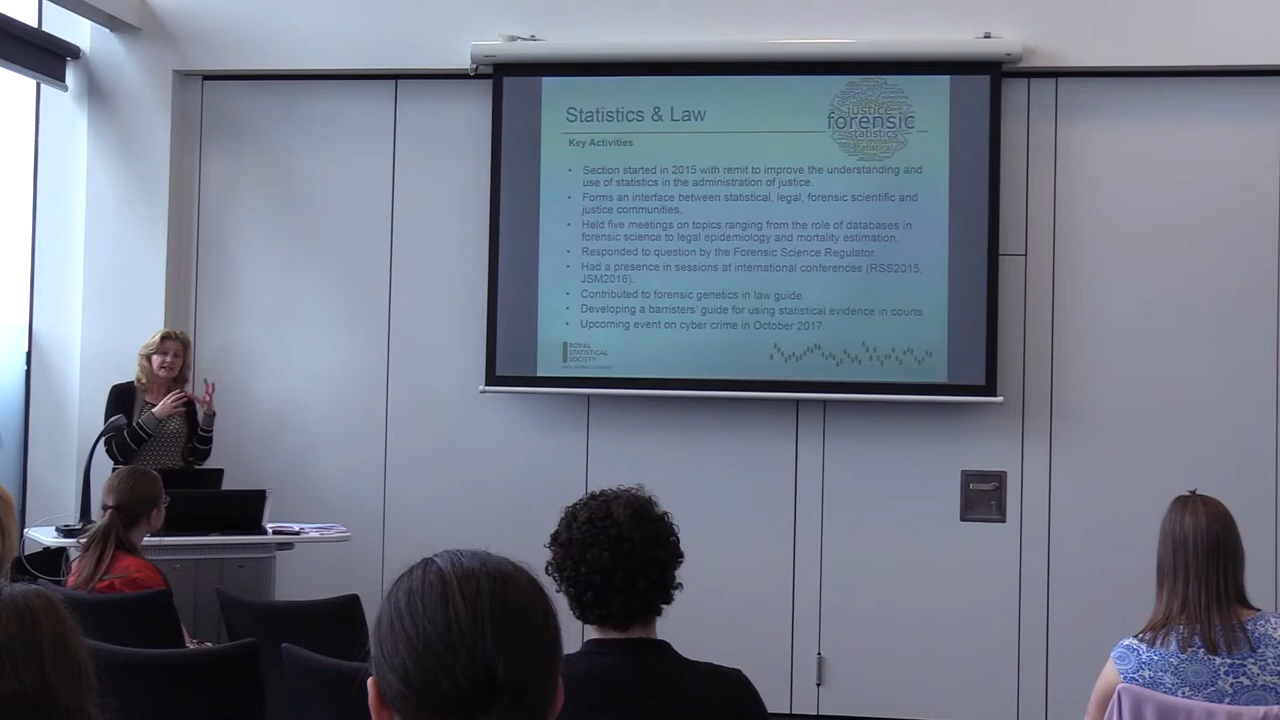 Statistics & Law
justice
forensic
statistics
criminal
statistical
Key Activities
• Section started in 2015 with remit to improve the understanding and
use of statistics in the administration of justice.
• Forms an interface between statistical, legal, forensic scientific and
justice communities.
• Held five meetings on topics ranging from the role of databases in
forensic science to legal epidemiology and mortality estimation.
• Responded to question by the Forensic Science Regulator.
• Had a presence in sessions at international conferences (RSS2015,
JSM2016).
• Contributed to forensic genetics in law guide.
• Developing a barristers' guide for using statistical evidence in courts.
• Upcoming event on cyber crime in October 2017.
ROYAL
STATISTICAL
SOCIETY